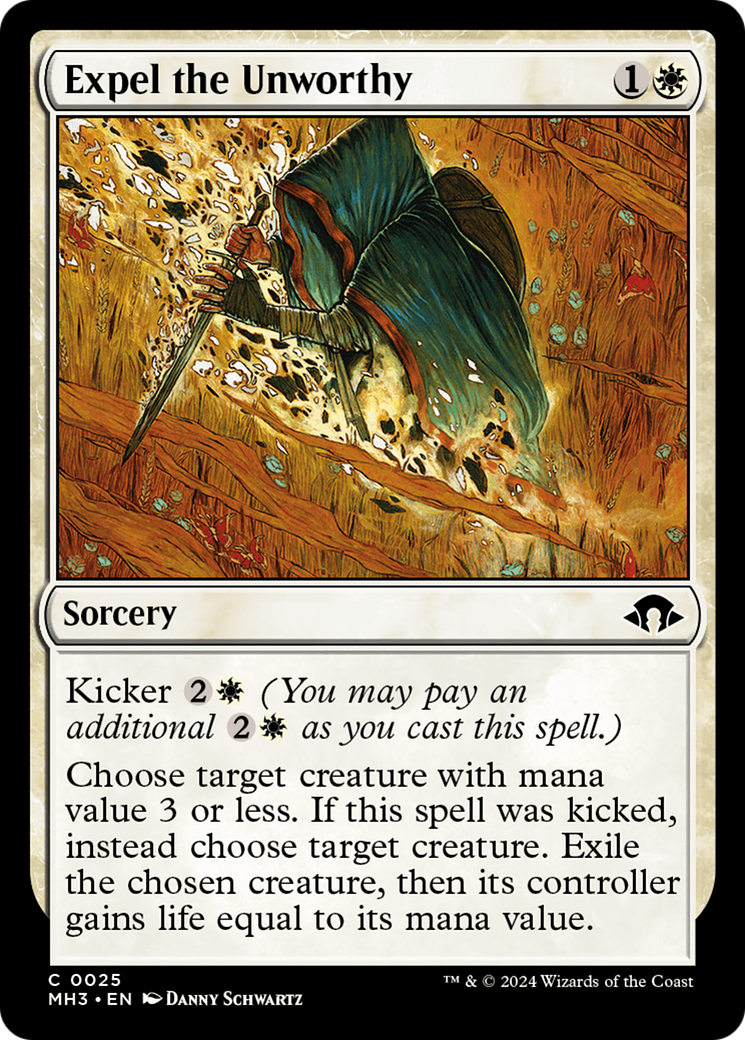 Expel the Unworthy 1
Sorcery
Kicker 2 (You may pay an
additional 2 as you cast this spell.)
Choose target creature with mana
value 3 or less. If this spell was kicked,
instead choose target creature. Exile
the chosen creature, then its controller
gains life equal to its mana value.
C 0025
MH3 • EN Danny Schwartz
™ & © 2024 Wizards of the Coast